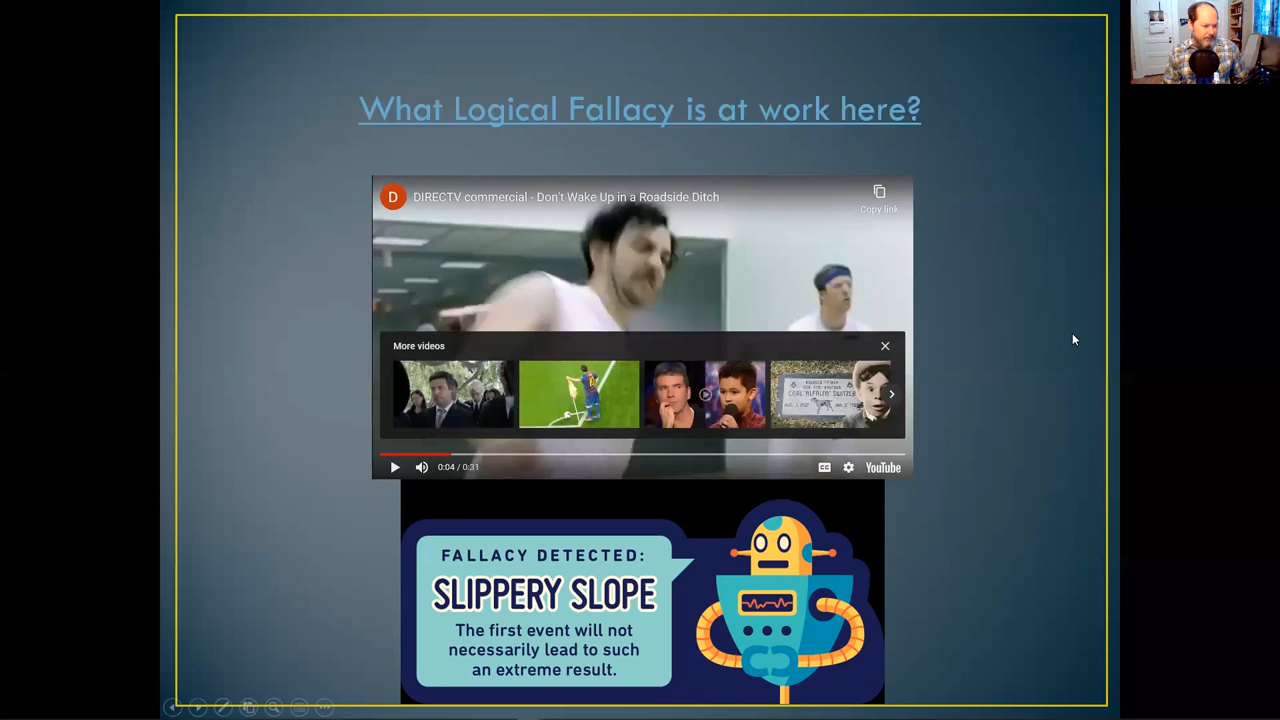 What Logical Fallacy is at work here?
D
DIRECTV commercial - Don't Wake Up in a Roadside Ditch
Copy link
More videos
0:04 / 0:31
CC
YouTube
FALLACY DETECTED:
SLIPPERY SLOPE
The first event will not
necessarily lead to such
an extreme result.